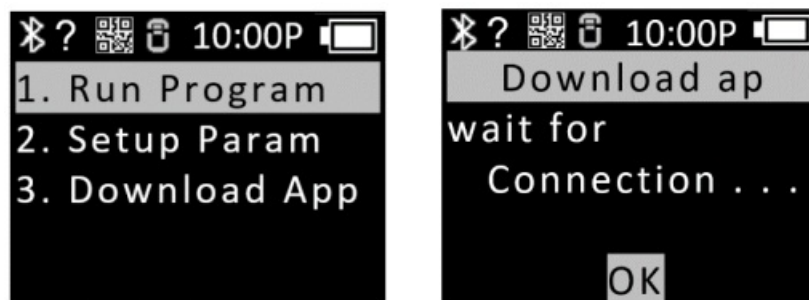 ? 10:00P
1. Run Program
2. Setup Param
3. Download App
? 10:00P
Download ap
wait for
Connection . . .
OK